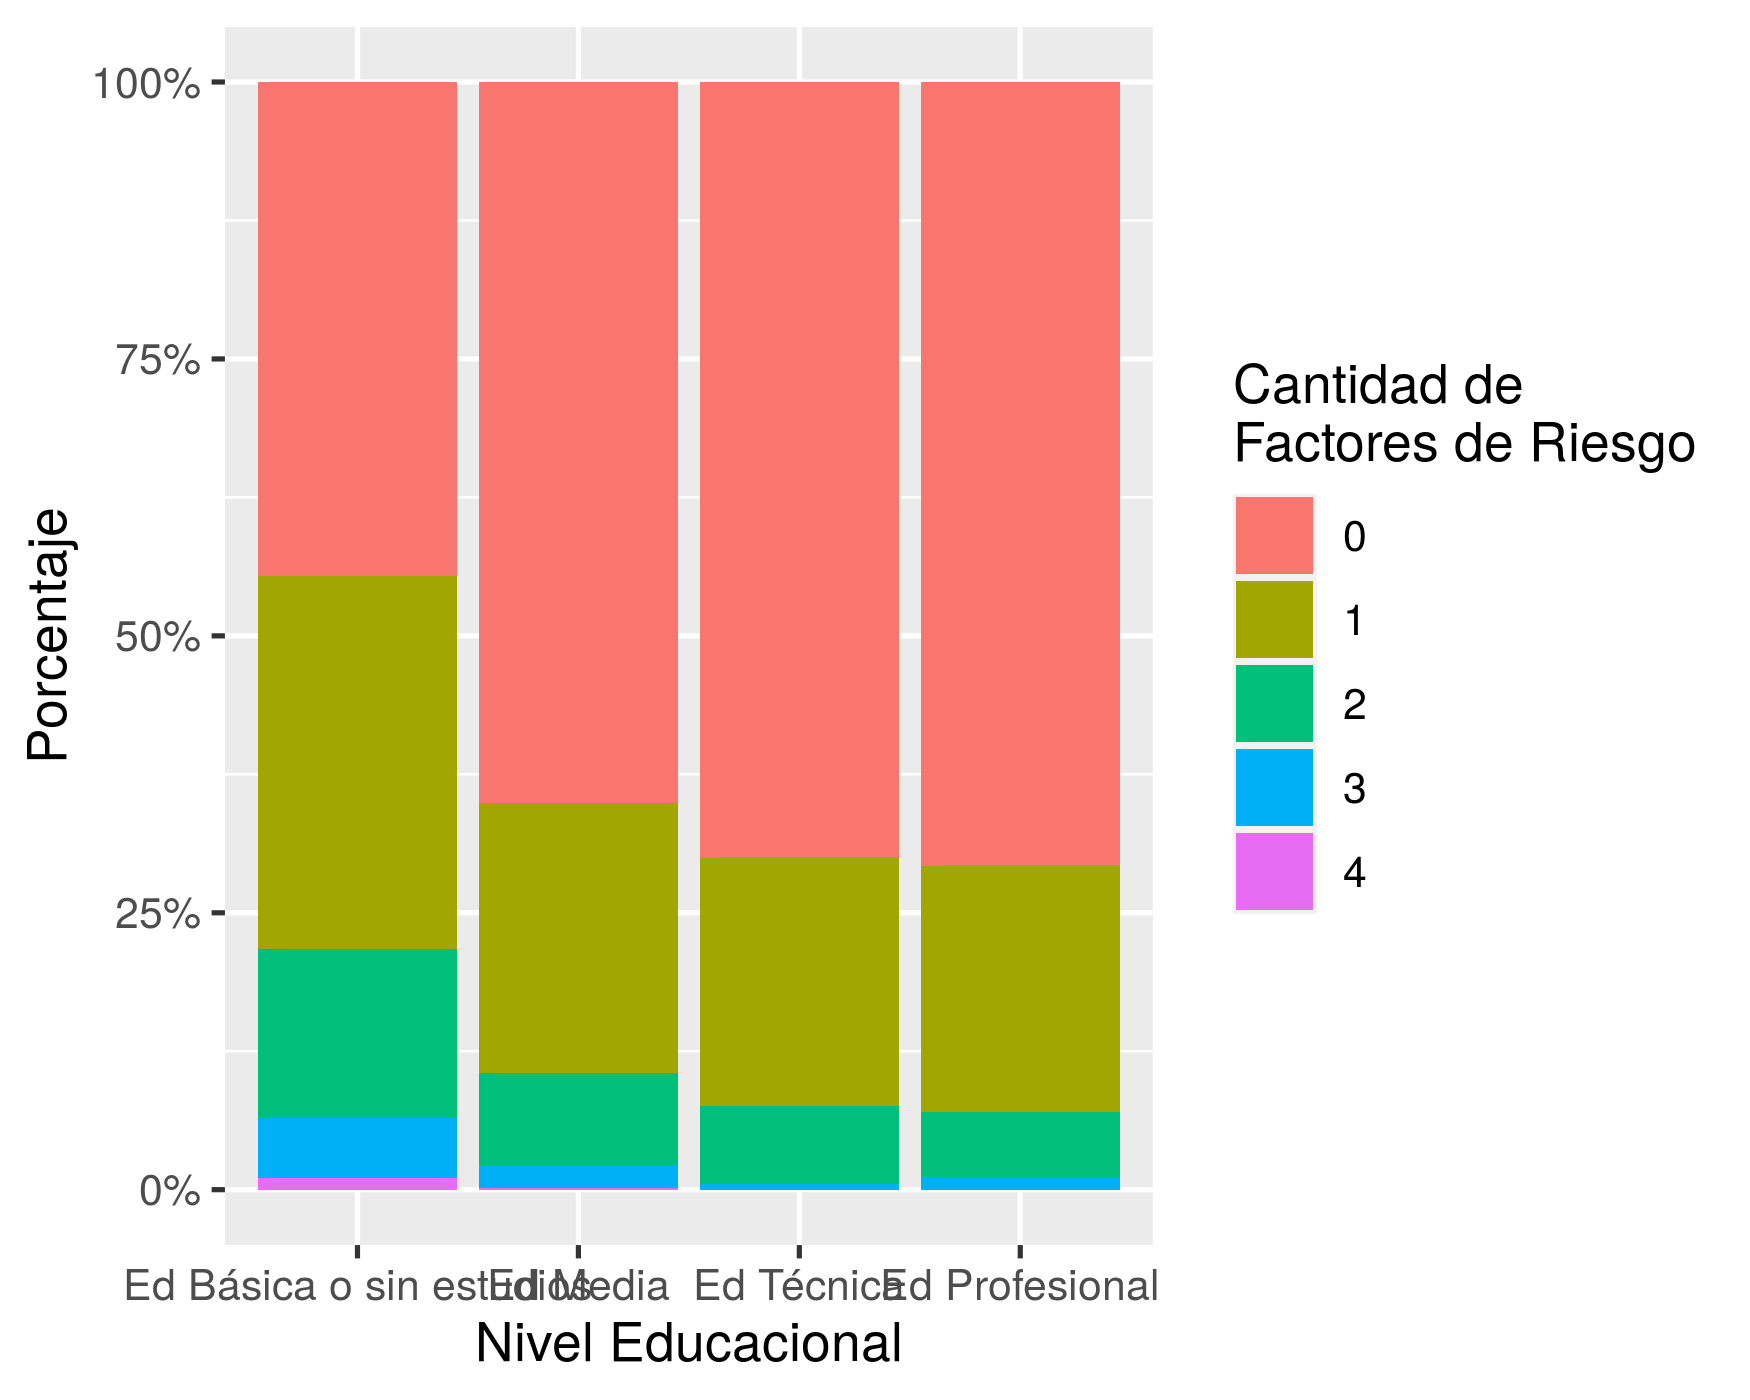 100%
75%
50%
25%
0%
Porcentaje
Ed Básica o sin estudios
Ed Media
Ed Técnica
Ed Profesional
Nivel Educacional
Cantidad de
Factores de Riesgo
0
1
2
3
4